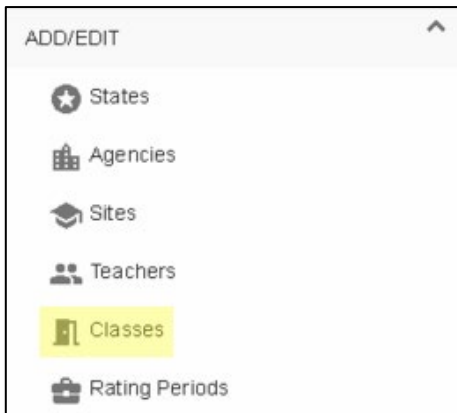 ADD/EDIT
States
Agencies
Sites
Teachers
Classes
Rating Periods